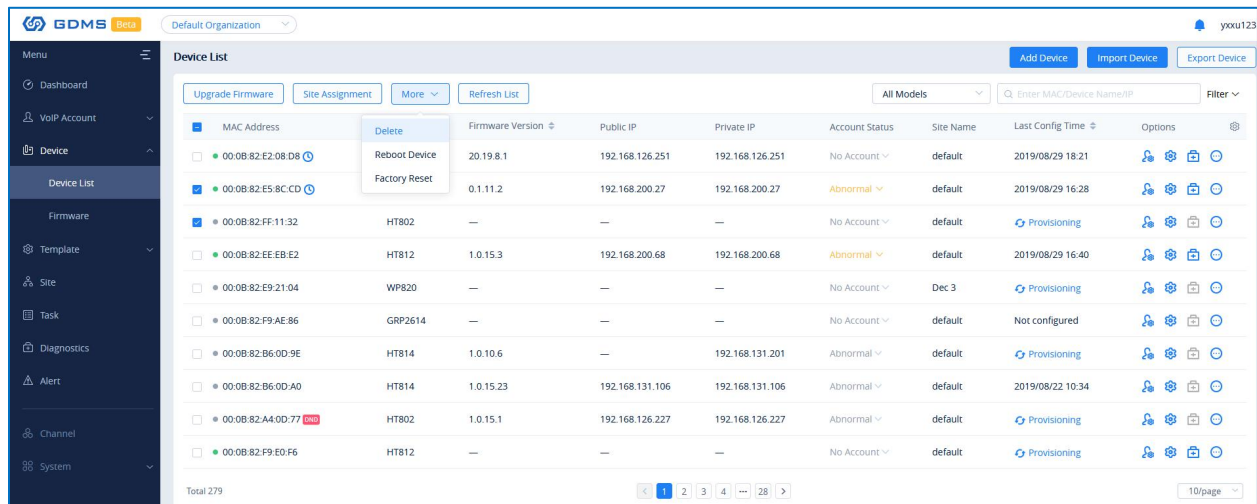 GDMS Beta Default Organization yxxu123
Menu
Dashboard
VoIP Account
Device
Device List
Firmware
Template
Site
Task
Diagnostics
Alert
Channel
System
Device List Add Device Import Device Export Device
Upgrade Firmware Site Assignment More Refresh List All Models Enter MAC/Device Name/IP Filter
Delete
Reboot Device
Factory Reset
MAC Address Firmware Version Public IP Private IP Account Status Site Name Last Config Time Options
00:0B:82:E2:08:D8 20.19.8.1 192.168.126.251 192.168.126.251 No Account default 2019/08/29 18:21
00:0B:82:E5:8C:CD 0.1.11.2 192.168.200.27 192.168.200.27 Abnormal default 2019/08/29 16:28
00:0B:82:FF:11:32 HT802 — — — No Account default Provisioning
00:0B:82:EE:EB:E2 HT812 1.0.15.3 192.168.200.68 192.168.200.68 Abnormal default 2019/08/29 16:40
00:0B:82:E9:21:04 WP820 — — — No Account Dec 3 Provisioning
00:0B:82:F9:AE:86 GRP2614 — — — No Account default Not configured
00:0B:82:B6:0D:9E HT814 1.0.10.6 — 192.168.131.201 Abnormal default Provisioning
00:0B:82:B6:0D:A0 HT814 1.0.15.23 192.168.131.106 192.168.131.106 Abnormal default 2019/08/22 10:34
00:0B:82:A4:0D:77 DND HT802 1.0.15.1 192.168.126.227 192.168.126.227 Abnormal default Provisioning
00:0B:82:F9:E0:F6 HT812 — — — No Account default Provisioning
Total 279 < 1 2 3 4 ••• 28 > 10/page